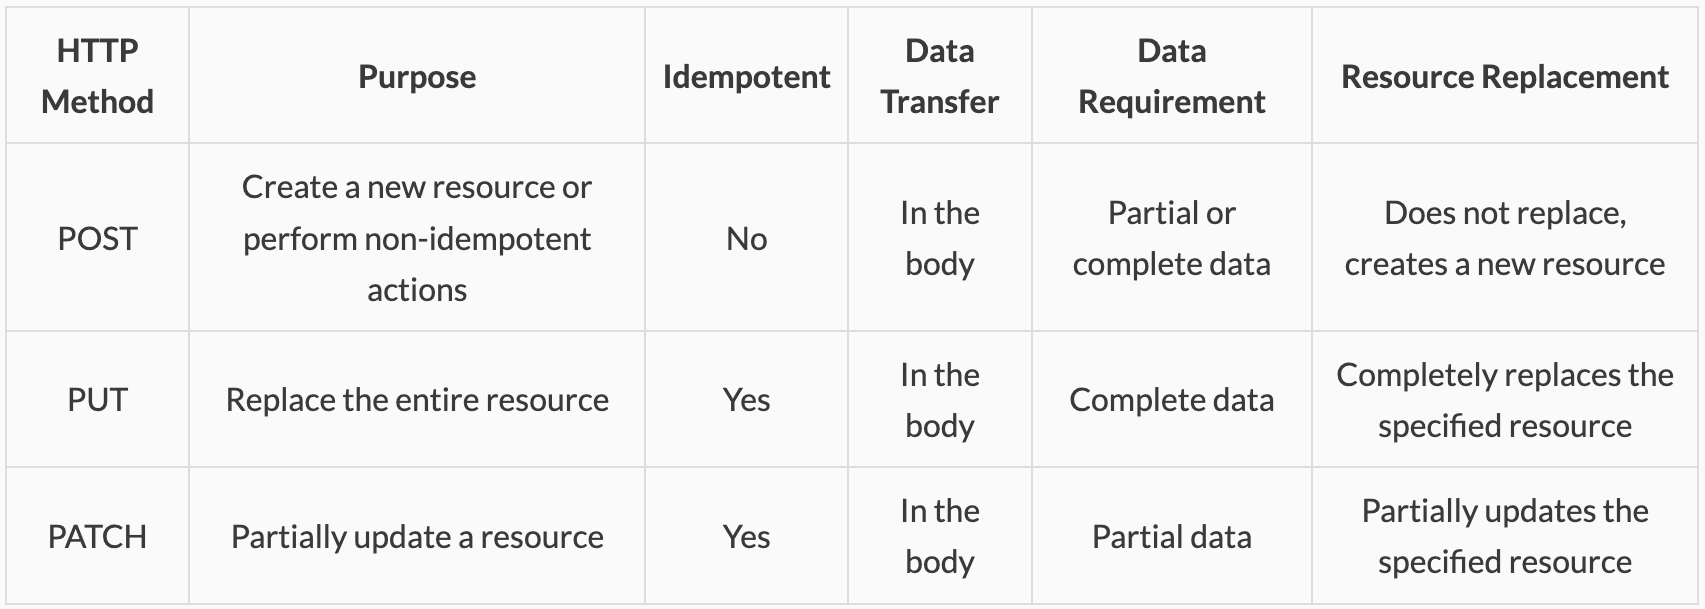 HTTP Method
Purpose
Idempotent
Data Transfer
Data Requirement
Resource Replacement
POST
Create a new resource or
perform non-idempotent
actions
No
In the
body
Partial or
complete data
Does not replace,
creates a new resource
PUT
Replace the entire resource
Yes
In the
body
Complete data
Completely replaces the
specified resource
PATCH
Partially update a resource
Yes
In the
body
Partial data
Partially updates the
specified resource